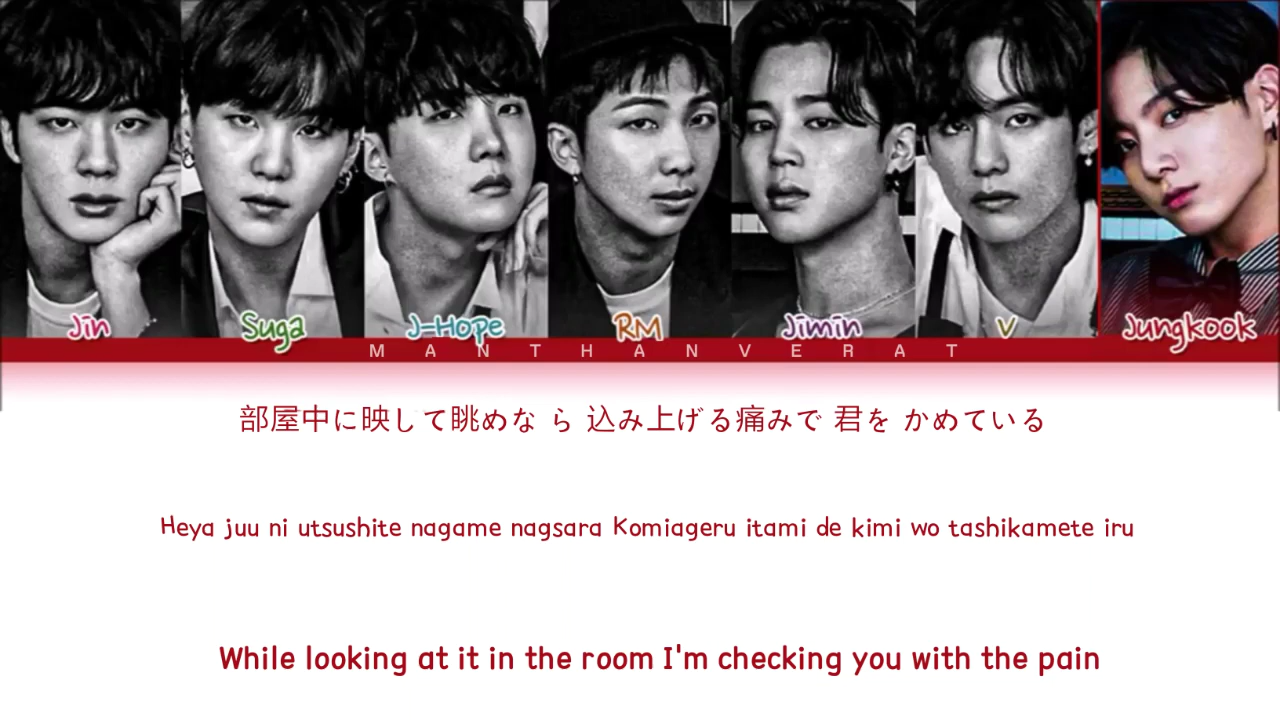 Jin Suga J-Hope RM Jimin V Jungkook
MANTHANVERAT
部屋中に映して眺めな ら 込み上げる痛みで 君を かめている
Heya juu ni utsushite nagame nagsara Komiageru itami de kimi wo tashikamete iru
While looking at it in the room I'm checking you with the pain